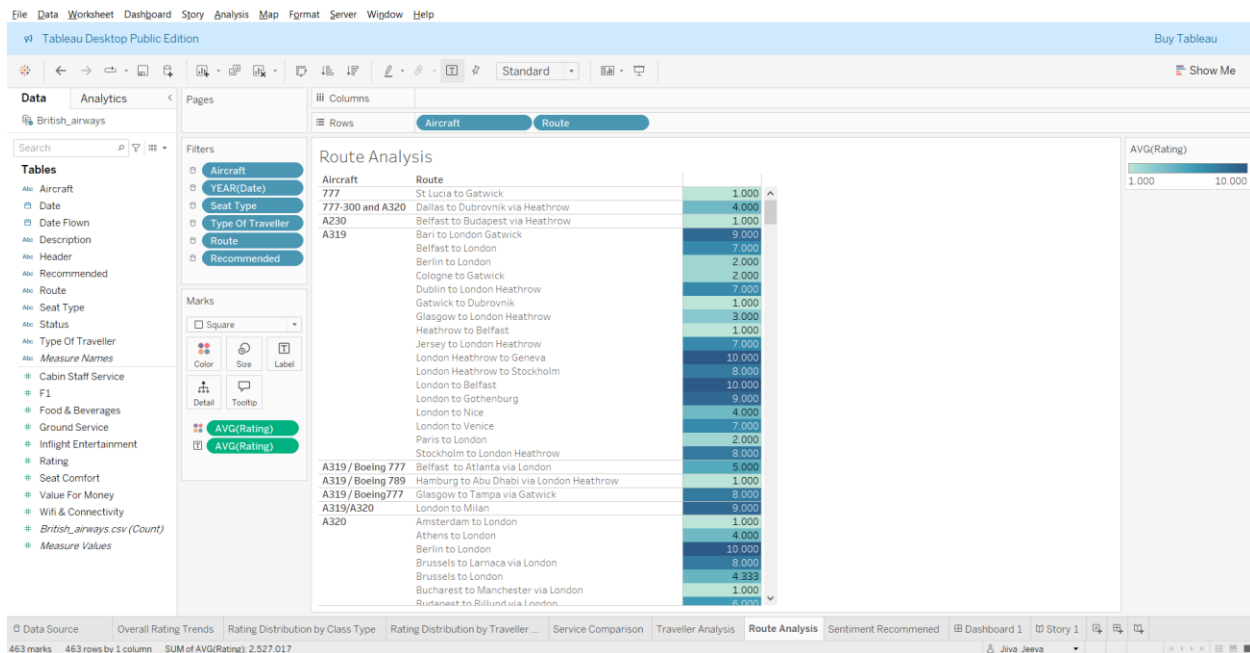 File Data Worksheet Dashboard Story Analysis Map Format Server Window Help
Tableau Desktop Public Edition Buy Tableau
Standard Show Me
Data Analytics Pages Columns
British_airways Rows Aircraft Route
Search Filters Route Analysis AVG(Rating)
Tables Aircraft Aircraft Route 1.000 10.000
Abc Aircraft YEAR(Date) 777 St Lucia to Gatwick 1.000
Date Seat Type 777-300 and A320 Dallas to Dubrovnik via Heathrow 4.000
Date Flown Type Of Traveller A230 Belfast to Budapest via Heathrow 1.000
Abc Description Route A319 Bari to London Gatwick 9.000
Abc Header Recommended Belfast to London 7.000
Abc Recommended Berlin to London 2.000
Abc Route Cologne to Gatwick 2.000
Abc Seat Type Marks Dublin to London Heathrow 7.000
Abc Status Square Gatwick to Dubrovnik 1.000
Abc Type Of Traveller Glasgow to London Heathrow 3.000
Abc Measure Names Heathrow to Belfast 1.000
# Cabin Staff Service Color Size Label Jersey to London Heathrow 7.000
# F1 London Heathrow to Geneva 10.000
# Food & Beverages Detail Tooltip London Heathrow to Stockholm 8.000
# Ground Service AVG(Rating) London to Belfast 10.000
# Inflight Entertainment AVG(Rating) London to Gothenburg 9.000
# Rating London to Nice 4.000
# Seat Comfort London to Venice 7.000
# Value For Money Paris to London 2.000
# Wifi & Connectivity Stockholm to London Heathrow 8.000
# British_airways.csv (Count) A319 / Boeing 777 Belfast to Atlanta via London 5.000
# Measure Values A319 / Boeing 789 Hamburg to Abu Dhabi via London Heathrow 1.000
A319 / Boeing777 Glasgow to Tampa via Gatwick 8.000
A319/A320 London to Milan 9.000
A320 Amsterdam to London 1.000
Athens to London 4.000
Berlin to London 10.000
Brussels to Larnaca via London 8.000
Brussels to London 4.333
Bucharest to Manchester via London 1.000
Budapest to Billund via London 6.000
Data Source Overall Rating Trends Rating Distribution by Class Type Rating Distribution by Traveller ... Service Comparison Traveller Analysis Route Analysis Sentiment Recommened Dashboard 1 Story 1
463 marks 463 rows by 1 column SUM of AVG(Rating): 2,527.017 Jiiva Jeeva